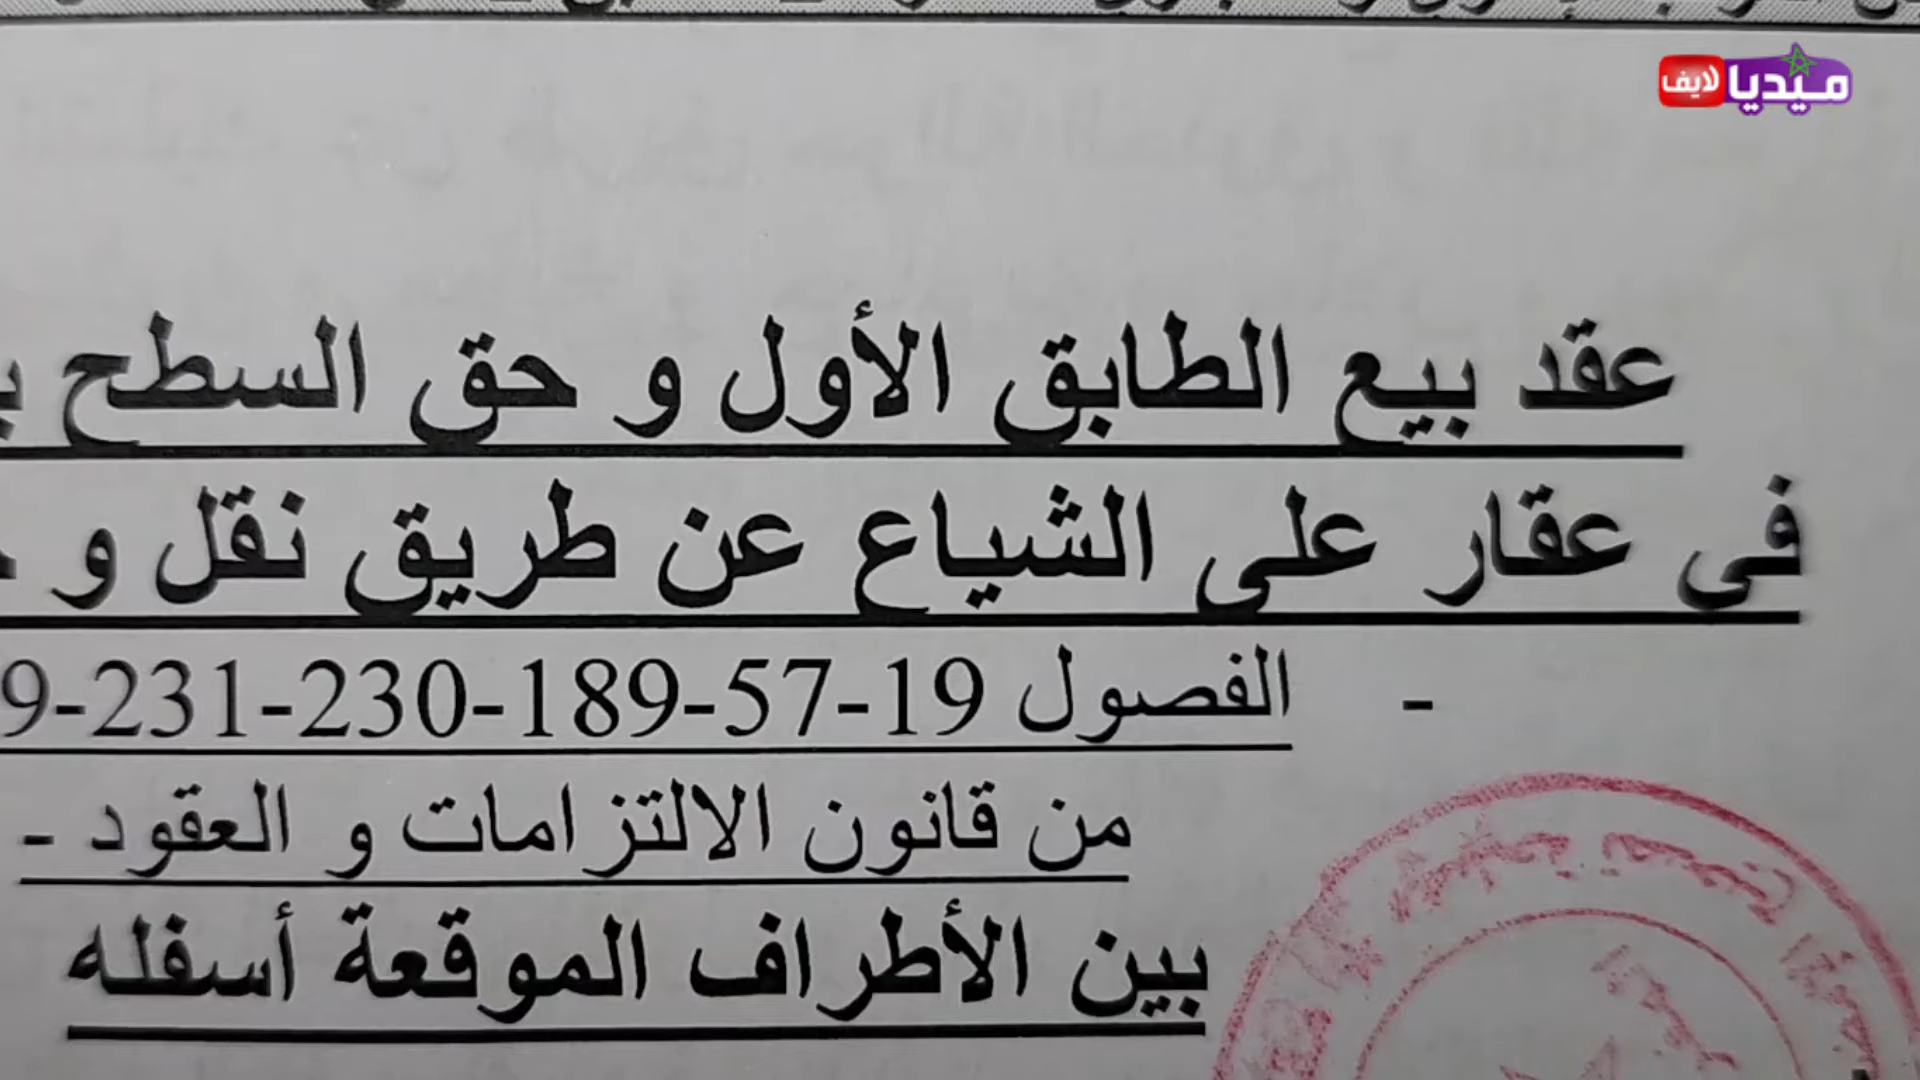 ميديا لايف
عقد بيع الطابق الأول و حق السطح
في عقار على الشياع عن طريق نقل و
- الفصول 19-57-189-230-231-9
من قانون الالتزامات و العقود -
بين الأطراف الموقعة أسفله